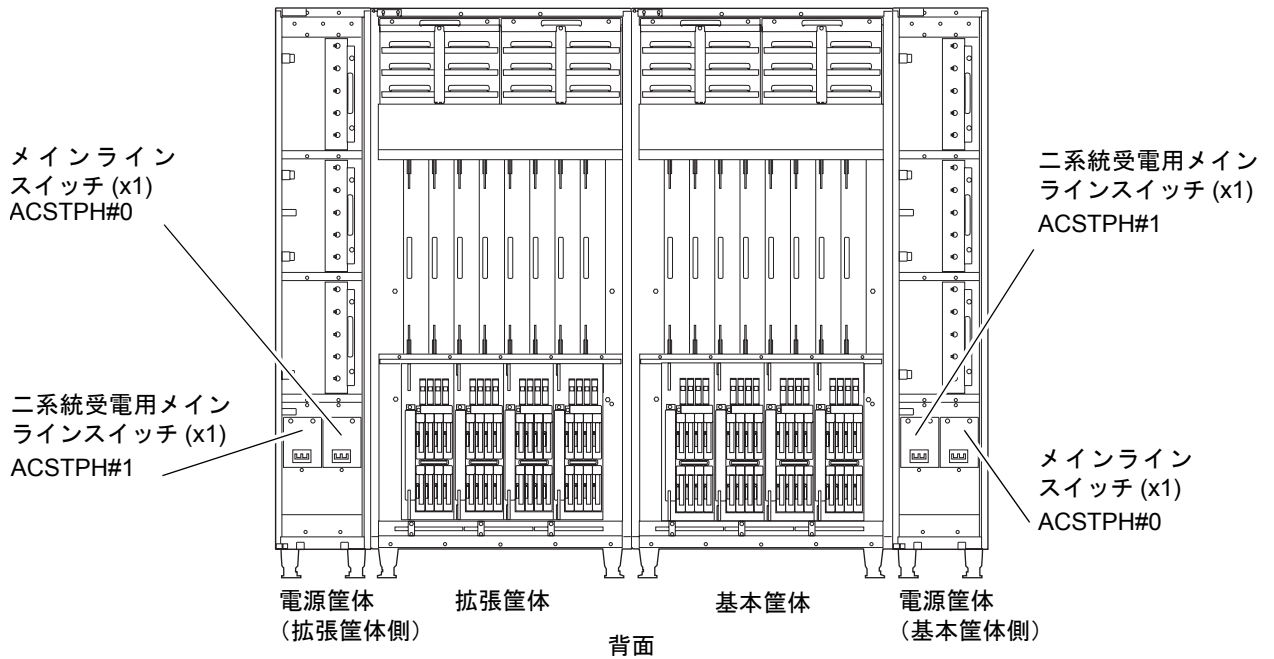 メインライン
スイッチ (x1)
ACSTPH#0
二系統受電用メイン
ラインスイッチ (x1)
ACSTPH#1
二系統受電用メイン
ラインスイッチ (x1)
ACSTPH#1
メインライン
スイッチ (x1)
ACSTPH#0
電源筐体
（拡張筐体側）
拡張筐体
基本筐体
電源筐体
（基本筐体側）
背面